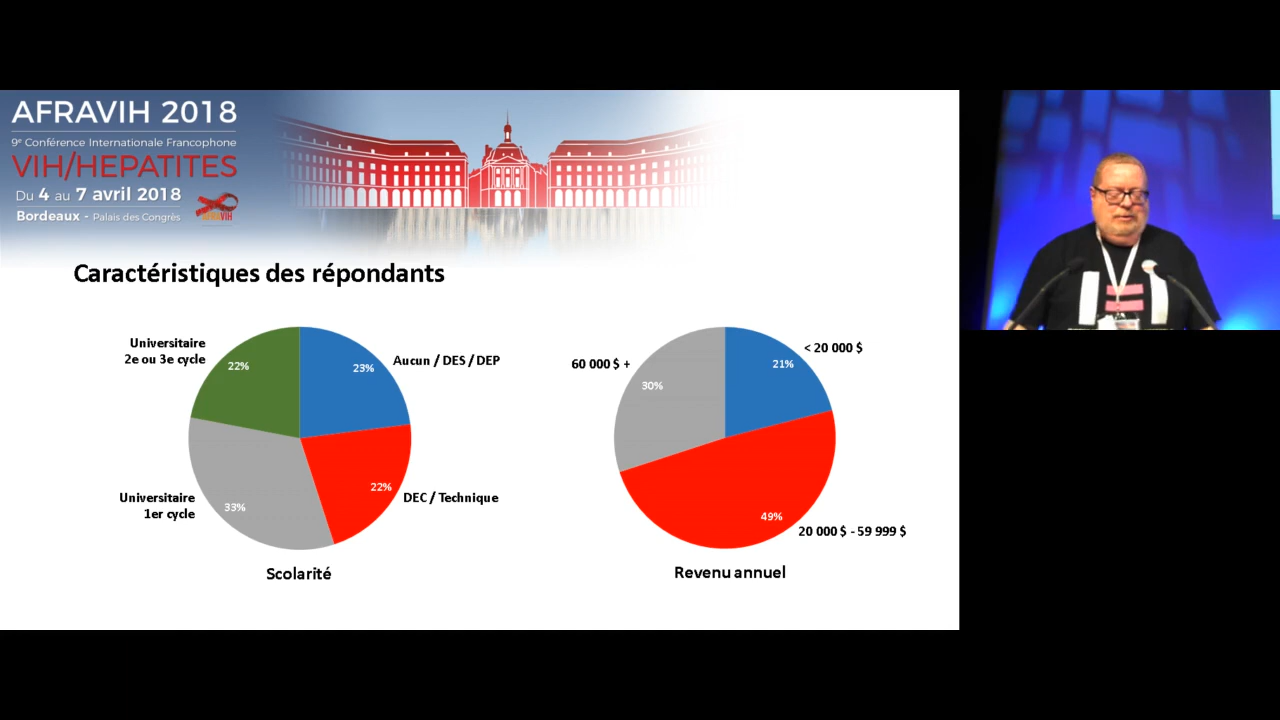 AFRAVIH 2018
9e Conférence Internationale Francophone
VIH/HEPATITES
Du 4 au 7 avril 2018
Bordeaux - Palais des Congrès
AFRAVIH
Caractéristiques des répondants
Universitaire
2e ou 3e cycle
22%
23%
Aucun / DES / DEP
Universitaire
1er cycle
33%
22%
DEC / Technique
Scolarité
60 000 $ +
30%
21%
< 20 000 $
49%
20 000 $ - 59 999 $
Revenu annuel